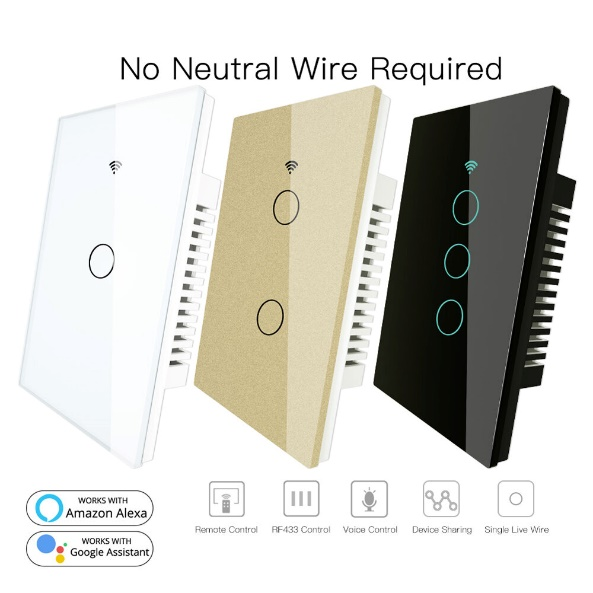 No Neutral Wire Required
WORKS WITH
Amazon Alexa
WORKS WITH
Google Assistant
Remote Control
RF433 Control
Voice Control
Device Sharing
Single Live Wire